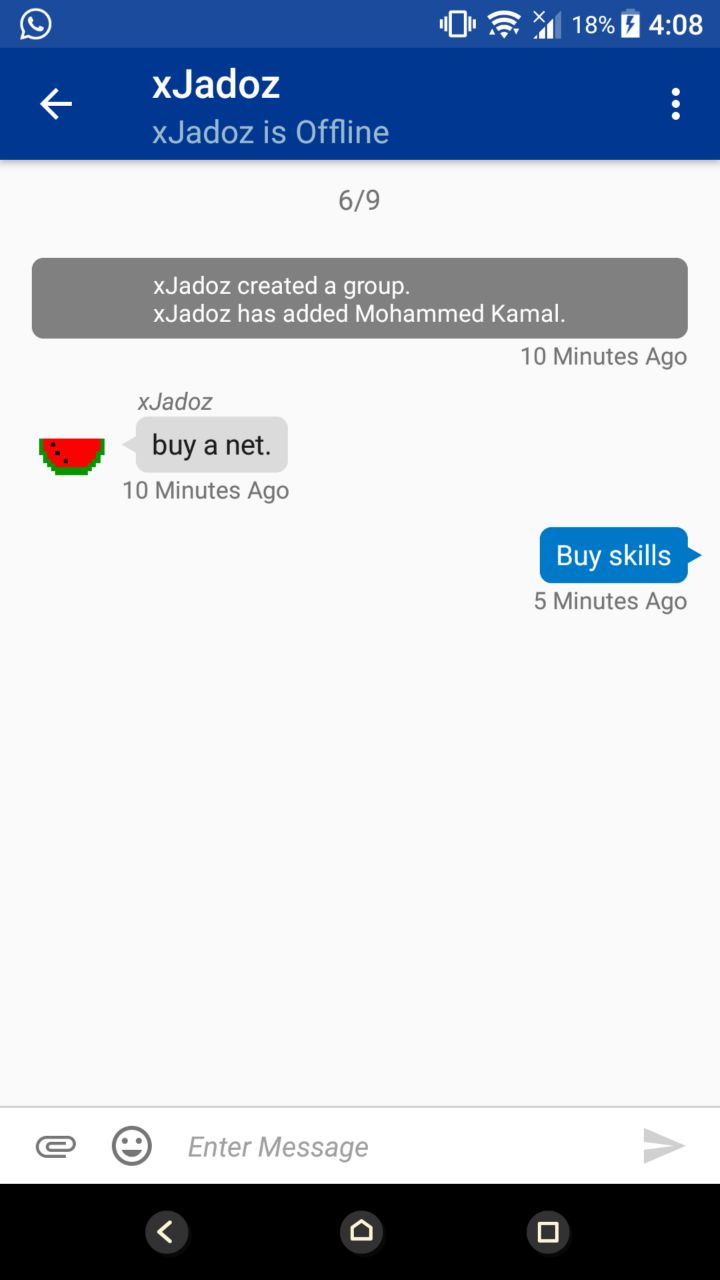 18% 4:08
xJadoz
xJadoz is Offline
6/9
xJadoz created a group.
xJadoz has added Mohammed Kamal.
10 Minutes Ago
xJadoz
buy a net.
10 Minutes Ago
Buy skills
5 Minutes Ago
Enter Message